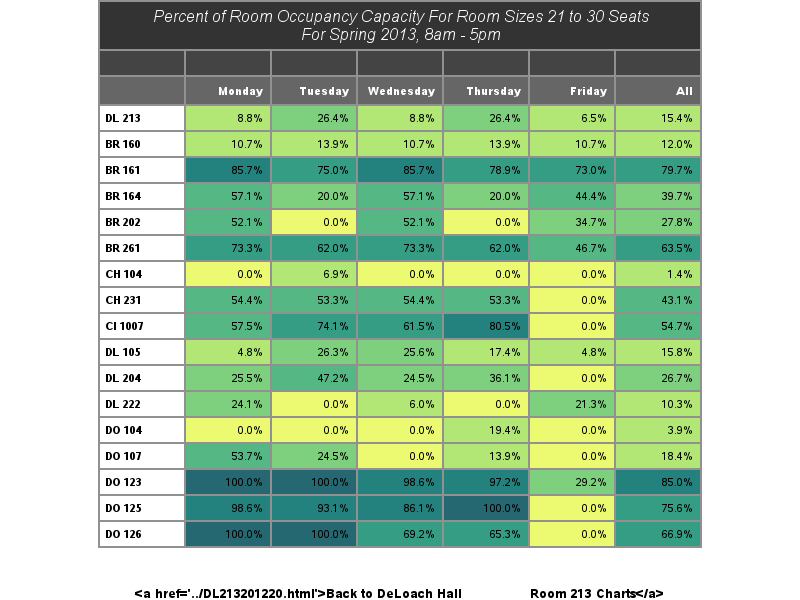 Percent of Room Occupancy Capacity For Room Sizes 21 to 30 Seats
For Spring 2013, 8am - 5pm
Monday Tuesday Wednesday Thursday Friday All
DL 213 8.8% 26.4% 8.8% 26.4% 6.5% 15.4%
BR 160 10.7% 13.9% 10.7% 13.9% 10.7% 12.0%
BR 161 85.7% 75.0% 85.7% 78.9% 73.0% 79.7%
BR 164 57.1% 20.0% 57.1% 20.0% 44.4% 39.7%
BR 202 52.1% 0.0% 52.1% 0.0% 34.7% 27.8%
BR 261 73.3% 62.0% 73.3% 62.0% 46.7% 63.5%
CH 104 0.0% 6.9% 0.0% 0.0% 0.0% 1.4%
CH 231 54.4% 53.3% 54.4% 53.3% 0.0% 43.1%
CI 1007 57.5% 74.1% 61.5% 80.5% 0.0% 54.7%
DL 105 4.8% 26.3% 25.6% 17.4% 4.8% 15.8%
DL 204 25.5% 47.2% 24.5% 36.1% 0.0% 26.7%
DL 222 24.1% 0.0% 6.0% 0.0% 21.3% 10.3%
DO 104 0.0% 0.0% 0.0% 19.4% 0.0% 3.9%
DO 107 53.7% 24.5% 0.0% 13.9% 0.0% 18.4%
DO 123 100.0% 100.0% 98.6% 97.2% 29.2% 85.0%
DO 125 98.6% 93.1% 86.1% 100.0% 0.0% 75.6%
DO 126 100.0% 100.0% 69.2% 65.3% 0.0% 66.9%
<a href='../DL213201220.html'>Back to DeLoach Hall Room 213 Charts</a>